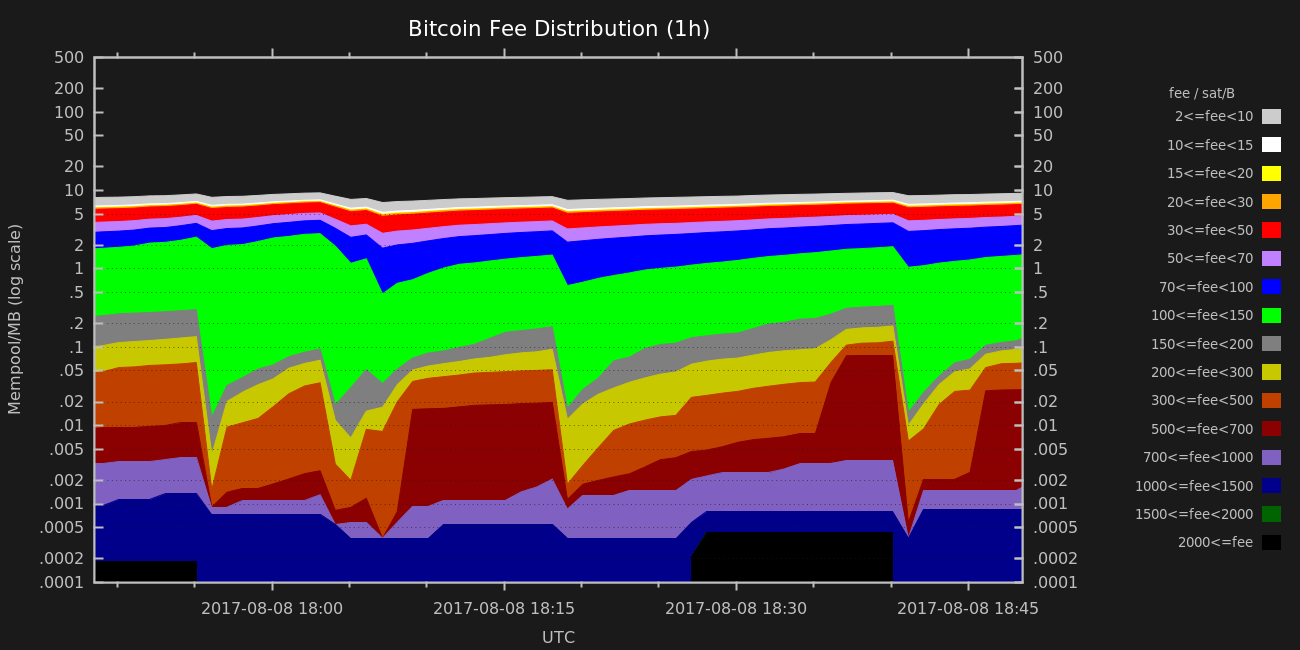 Bitcoin Fee Distribution (1h)
500 500
200 200
100 100
50 50
20 20
10 10
5 5
2 2
1 1
.5 .5
.2 .2
.1 .1
.05 .05
.02 .02
.01 .01
.005 .005
.002 .002
.001 .001
.0005 .0005
.0002 .0002
.0001 .0001
Mempool/MB (log scale)
2017-08-08 18:00 2017-08-08 18:15 2017-08-08 18:30 2017-08-08 18:45
UTC
fee / sat/B
2<=fee<10
10<=fee<15
15<=fee<20
20<=fee<30
30<=fee<50
50<=fee<70
70<=fee<100
100<=fee<150
150<=fee<200
200<=fee<300
300<=fee<500
500<=fee<700
700<=fee<1000
1000<=fee<1500
1500<=fee<2000
2000<=fee